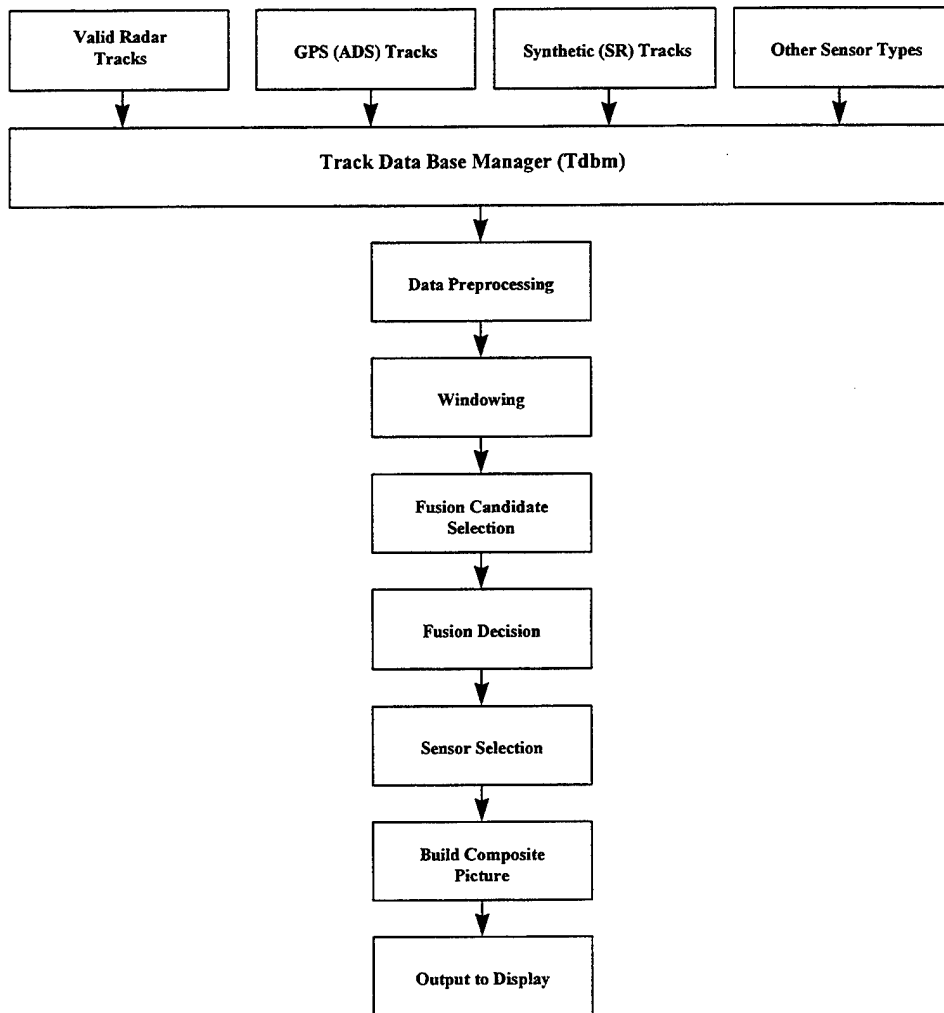 Valid Radar
Tracks
GPS (ADS) Tracks
Synthetic (SR) Tracks
Other Sensor Types
Track Data Base Manager (Tdbm)
Data Preprocessing
Windowing
Fusion Candidate
Selection
Fusion Decision
Sensor Selection
Build Composite
Picture
Output to Display